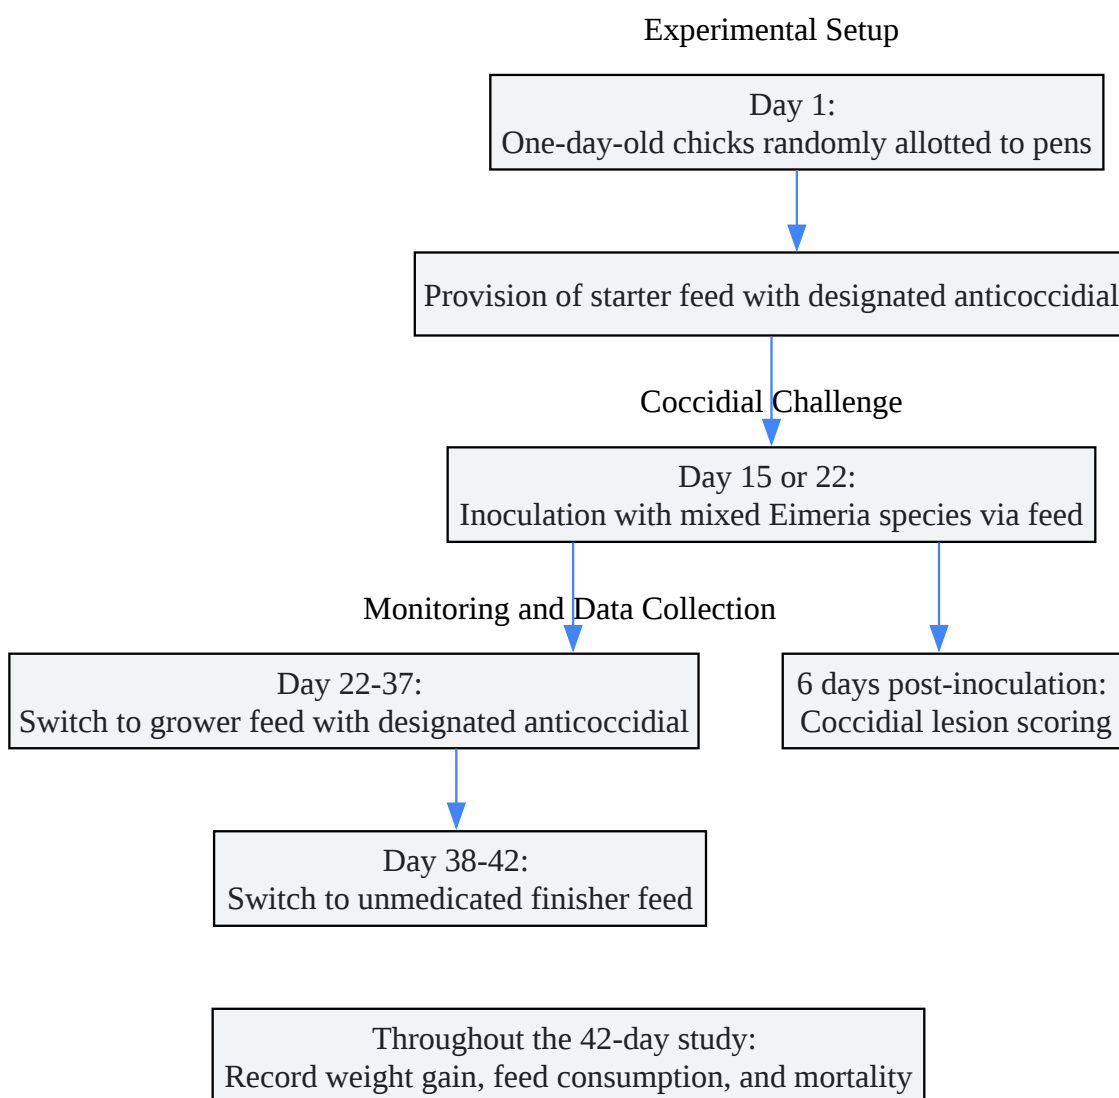 Experimental Setup
Day 1:
One-day-old chicks randomly allotted to pens
Provision of starter feed with designated anticoccidial
Coccidial Challenge
Day 15 or 22:
Inoculation with mixed Eimeria species via feed
Monitoring and Data Collection
Day 22-37:
Switch to grower feed with designated anticoccidial
6 days post-inoculation:
Coccidial lesion scoring
Day 38-42:
Switch to unmedicated finisher feed
Throughout the 42-day study:
Record weight gain, feed consumption, and mortality